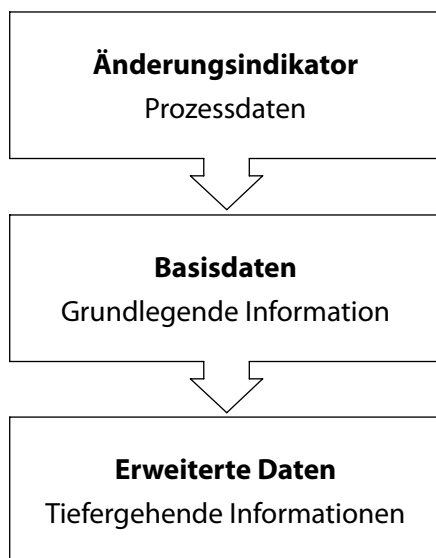 Änderungsindikator
Prozessdaten
Basisdaten
Grundlegende Information
Erweiterte Daten
Tiefergehende Informationen